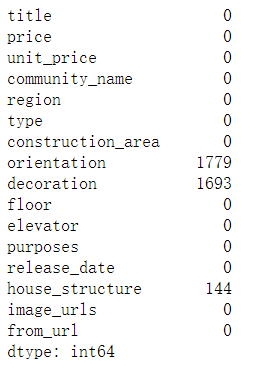 title 0
price 0
unit_price 0
community_name 0
region 0
type 0
construction_area 0
orientation 1779
decoration 1693
floor 0
elevator 0
purposes 0
release_date 0
house_structure 144
image_urls 0
from_url 0
dtype: int64